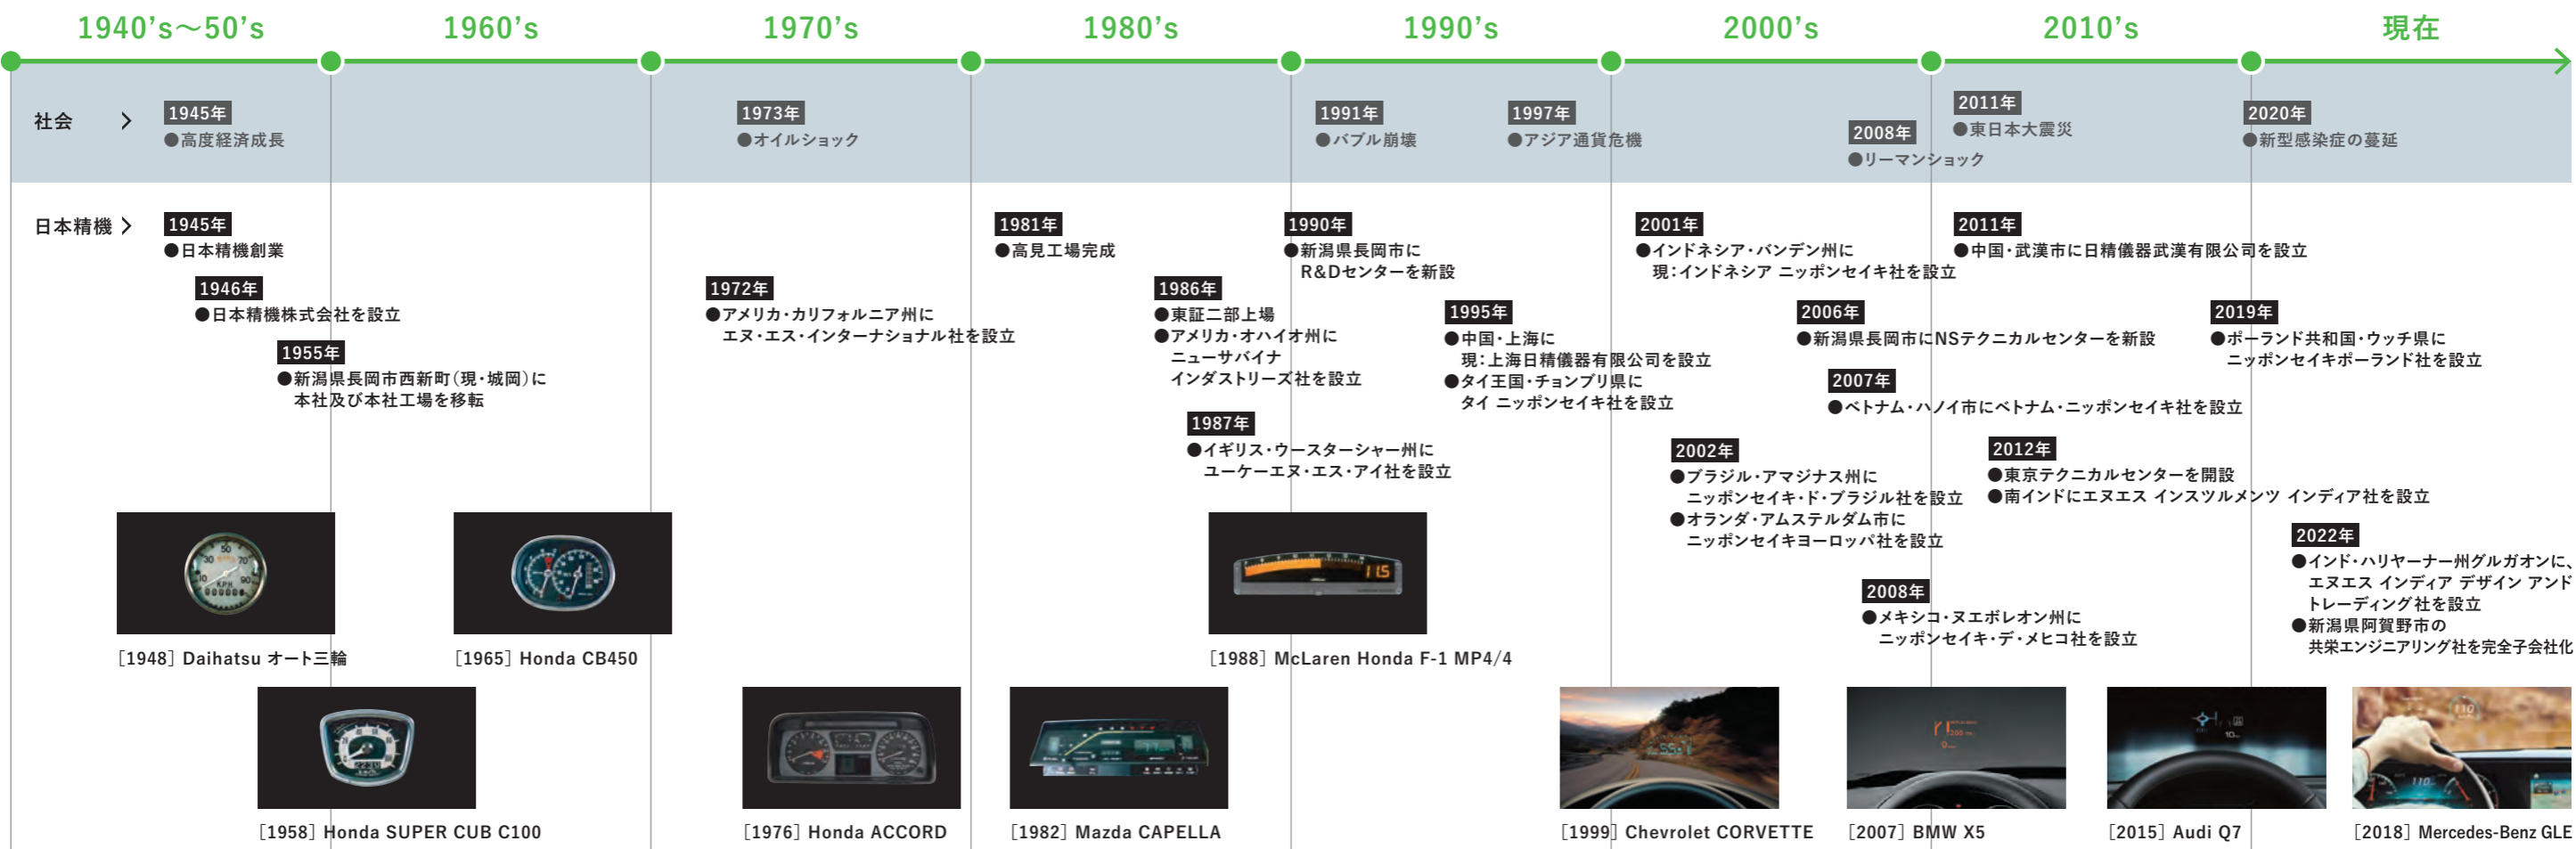 1940's～50's
1960's
1970's
1980's
1990's
2000's
2010's
現在
社会
1945年
●高度経済成長
1973年
●オイルショック
1991年
●バブル崩壊
1997年
●アジア通貨危機
2008年
●リーマンショック
2011年
●東日本大震災
2020年
●新型感染症の蔓延
日本精機
1945年
●日本精機創業
1946年
●日本精機株式会社を設立
1955年
●新潟県長岡市西新町(現・城岡)に
本社及び本社工場を移転
1972年
●アメリカ・カリフォルニア州に
エヌ・エス・インターナショナル社を設立
1981年
●高見工場完成
1986年
●東証二部上場
●アメリカ・オハイオ州に
ニューサバイナ
インダストリーズ社を設立
1987年
●イギリス・ウースターシャー州に
ユーケーエヌ・エス・アイ社を設立
1990年
●新潟県長岡市に
R&Dセンターを新設
1995年
●中国・上海に
現：上海日精儀器有限公司を設立
●タイ王国・チョンブリ県に
タイ ニッポンセイキ社を設立
2001年
●インドネシア・バンデン州に
現：インドネシア ニッポンセイキ社を設立
2006年
●新潟県長岡市にNSテクニカルセンターを新設
2007年
●ベトナム・ハノイ市にベトナム・ニッポンセイキ社を設立
2002年
●ブラジル・アマジナス州に
ニッポンセイキ・ド・ブラジル社を設立
●オランダ・アムステルダム市に
ニッポンセイキヨーロッパ社を設立
2008年
●メキシコ・ヌエボレオン州に
ニッポンセイキ・デ・メヒコ社を設立
2011年
●中国・武漢市に日精儀器武漢有限公司を設立
2019年
●ポーランド共和国・ウッチ県に
ニッポンセイキポーランド社を設立
2012年
●東京テクニカルセンターを開設
●南インドにエヌエス インスツルメンツ インディア社を設立
2022年
●インド・ハリヤーナー州グルガオンに、
エヌエス インディア デザイン アンド
トレーディング社を設立
●新潟県阿賀野市の
共栄エンジニアリング社を完全子会社化
50
30 70
10 90
K.P.H.
11.5
[1948] Daihatsu オート三輪
[1965] Honda CB450
[1988] McLaren Honda F-1 MP4/4
110
110
[1958] Honda SUPER CUB C100
[1976] Honda ACCORD
[1982] Mazda CAPELLA
[1999] Chevrolet CORVETTE
[2007] BMW X5
[2015] Audi Q7
[2018] Mercedes-Benz GLE